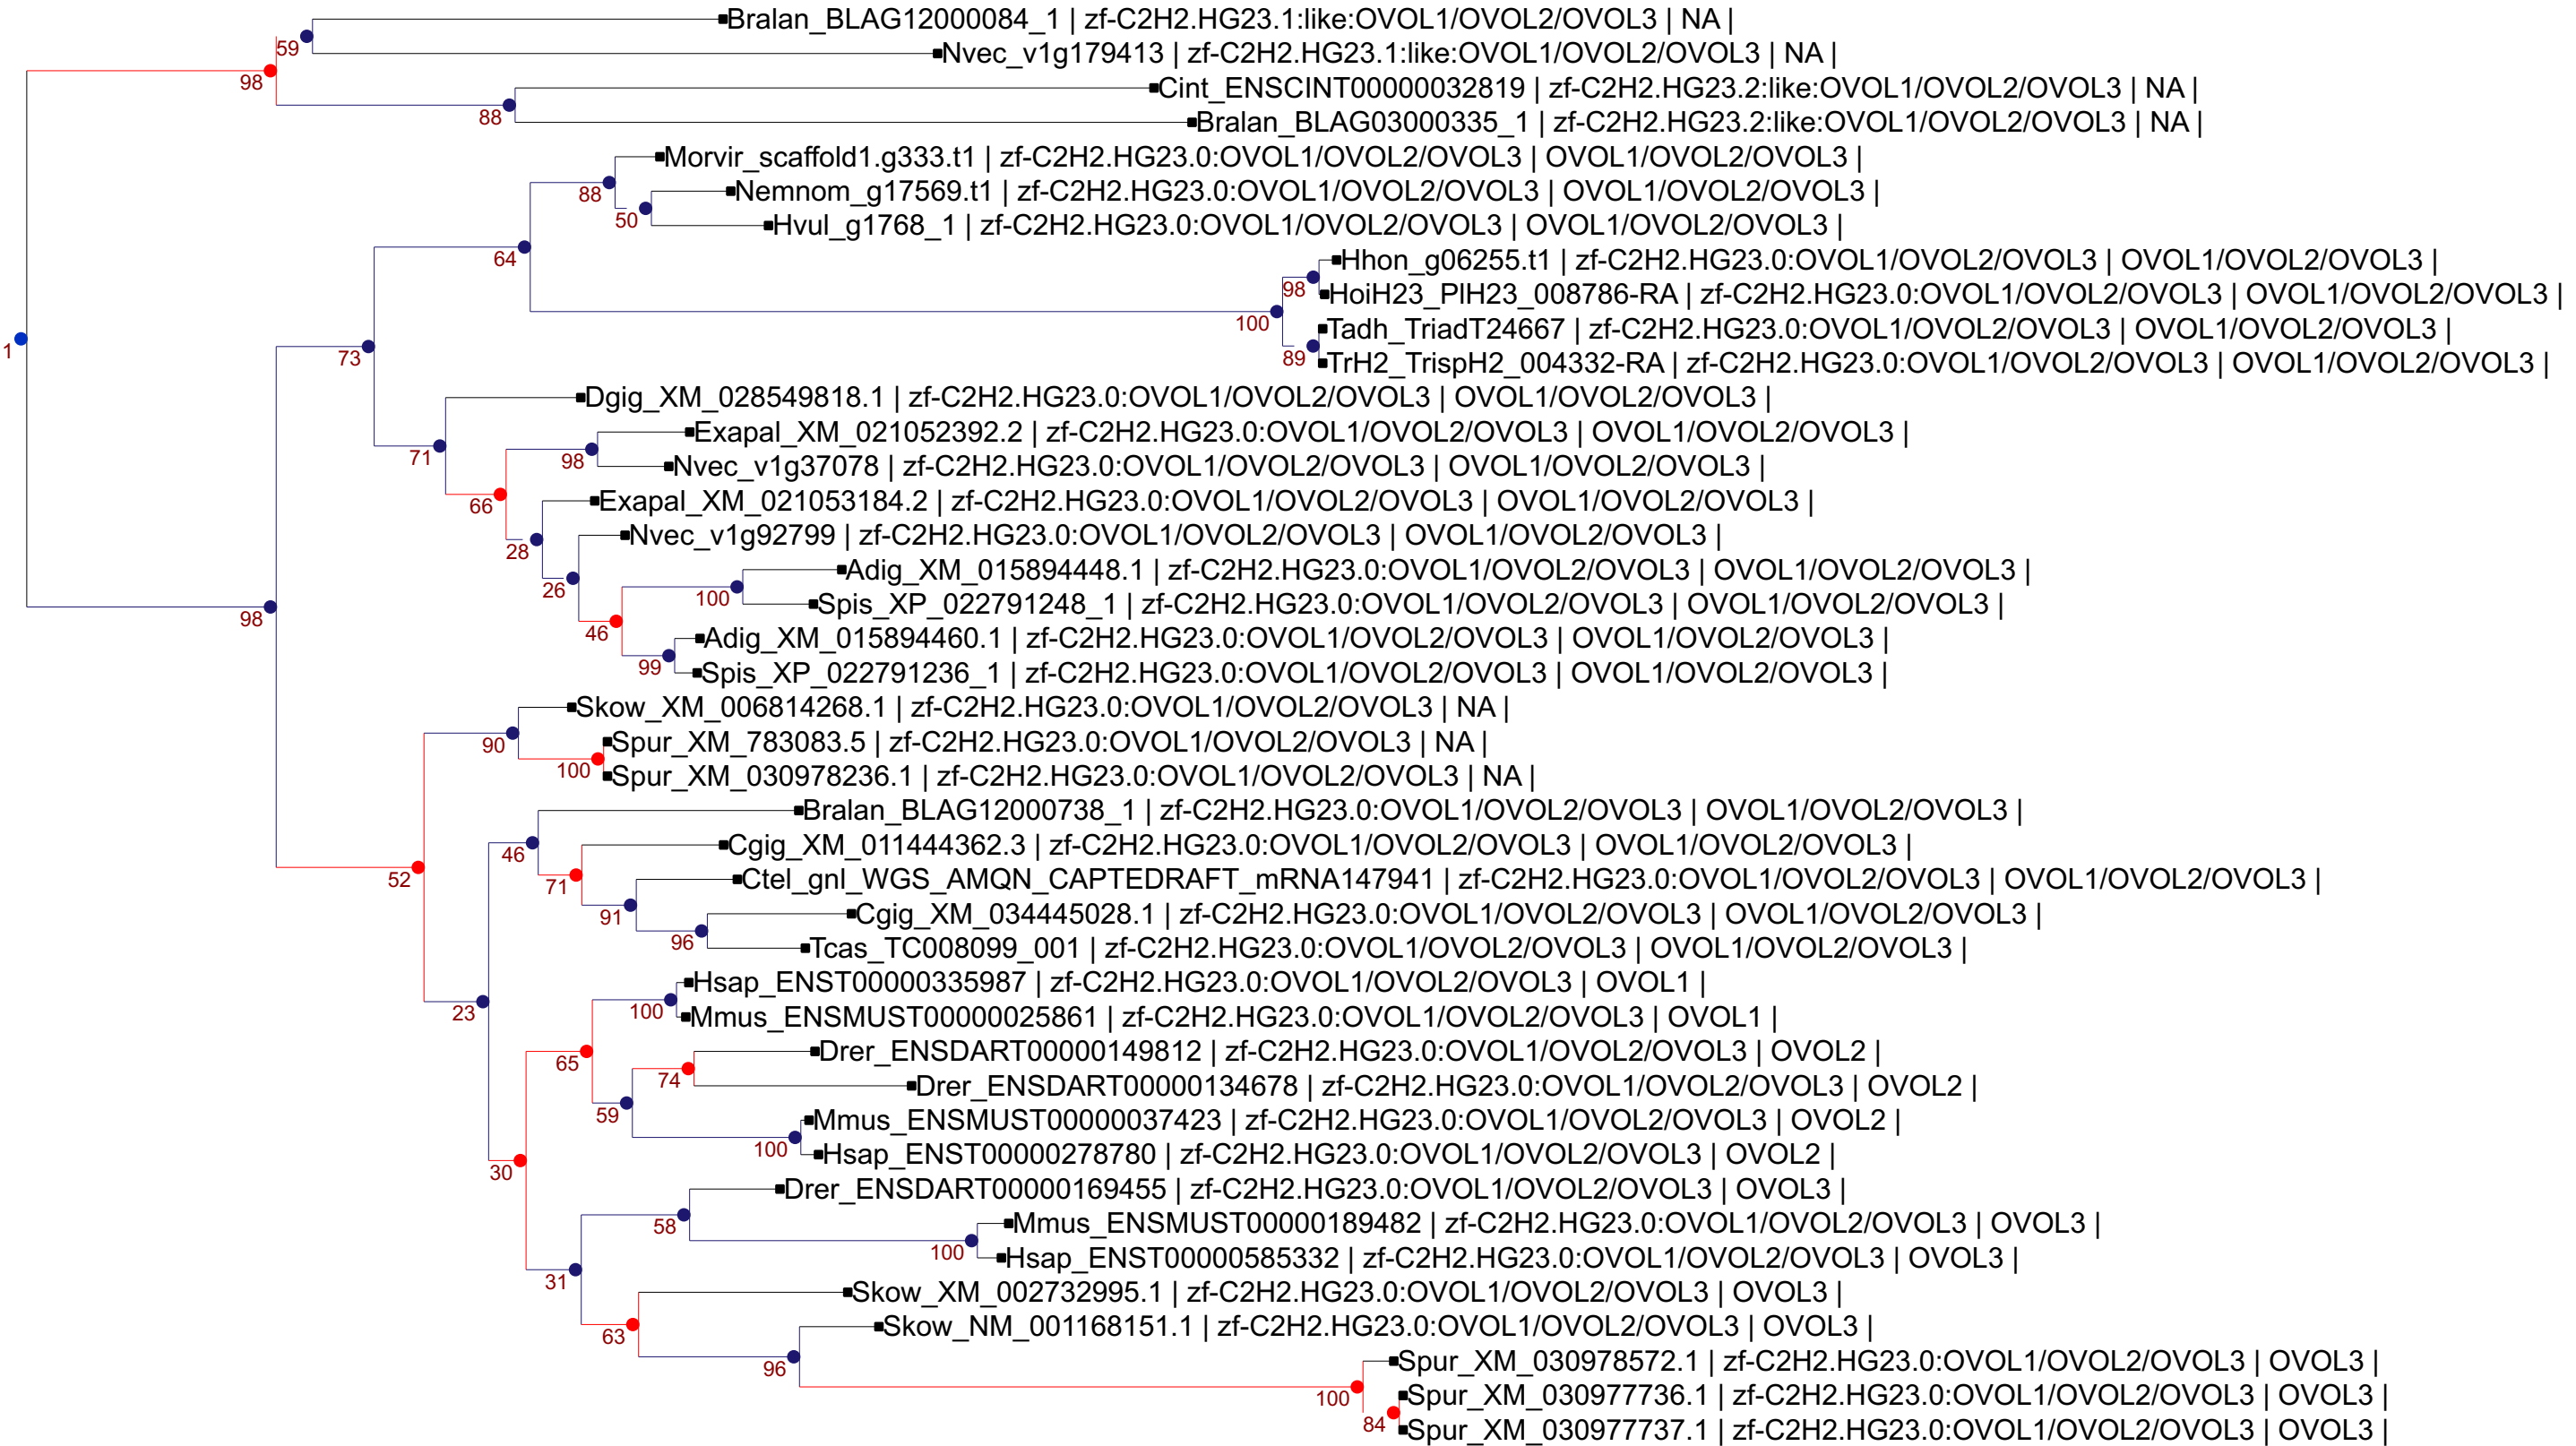 Bralan_BLAG12000084_1 | zf-C2H2.HG23.1:like:OVOL1/OVOL2/OVOL3 | NA |
59
Nvec_v1g179413 | zf-C2H2.HG23.1:like:OVOL1/OVOL2/OVOL3 | NA |
98
Cint_ENSCINT00000032819 | zf-C2H2.HG23.2:like:OVOL1/OVOL2/OVOL3 | NA |
88
Bralan_BLAG03000335_1 | zf-C2H2.HG23.2:like:OVOL1/OVOL2/OVOL3 | NA |
Morvir_scaffold1.g333.t1 | zf-C2H2.HG23.0:OVOL1/OVOL2/OVOL3 | OVOL1/OVOL2/OVOL3 |
88
Nemnom_g17569.t1 | zf-C2H2.HG23.0:OVOL1/OVOL2/OVOL3 | OVOL1/OVOL2/OVOL3 |
50
Hvul_g1768_1 | zf-C2H2.HG23.0:OVOL1/OVOL2/OVOL3 | OVOL1/OVOL2/OVOL3 |
64
Hhon_g06255.t1 | zf-C2H2.HG23.0:OVOL1/OVOL2/OVOL3 | OVOL1/OVOL2/OVOL3 |
98
HoiH23_PlH23_008786-RA | zf-C2H2.HG23.0:OVOL1/OVOL2/OVOL3 | OVOL1/OVOL2/OVOL3 |
100
Tadh_TriadT24667 | zf-C2H2.HG23.0:OVOL1/OVOL2/OVOL3 | OVOL1/OVOL2/OVOL3 |
1
73
89
TrH2_TrispH2_004332-RA | zf-C2H2.HG23.0:OVOL1/OVOL2/OVOL3 | OVOL1/OVOL2/OVOL3 |
Dgig_XM_028549818.1 | zf-C2H2.HG23.0:OVOL1/OVOL2/OVOL3 | OVOL1/OVOL2/OVOL3 |
Exapal_XM_021052392.2 | zf-C2H2.HG23.0:OVOL1/OVOL2/OVOL3 | OVOL1/OVOL2/OVOL3 |
71
98
Nvec_v1g37078 | zf-C2H2.HG23.0:OVOL1/OVOL2/OVOL3 | OVOL1/OVOL2/OVOL3 |
66
Exapal_XM_021053184.2 | zf-C2H2.HG23.0:OVOL1/OVOL2/OVOL3 | OVOL1/OVOL2/OVOL3 |
Nvec_v1g92799 | zf-C2H2.HG23.0:OVOL1/OVOL2/OVOL3 | OVOL1/OVOL2/OVOL3 |
28
Adig_XM_015894448.1 | zf-C2H2.HG23.0:OVOL1/OVOL2/OVOL3 | OVOL1/OVOL2/OVOL3 |
26
100
Spis_XP_022791248_1 | zf-C2H2.HG23.0:OVOL1/OVOL2/OVOL3 | OVOL1/OVOL2/OVOL3 |
46
Adig_XM_015894460.1 | zf-C2H2.HG23.0:OVOL1/OVOL2/OVOL3 | OVOL1/OVOL2/OVOL3 |
98
99
Spis_XP_022791236_1 | zf-C2H2.HG23.0:OVOL1/OVOL2/OVOL3 | OVOL1/OVOL2/OVOL3 |
Skow_XM_006814268.1 | zf-C2H2.HG23.0:OVOL1/OVOL2/OVOL3 | NA |
90
Spur_XM_783083.5 | zf-C2H2.HG23.0:OVOL1/OVOL2/OVOL3 | NA |
100
Spur_XM_030978236.1 | zf-C2H2.HG23.0:OVOL1/OVOL2/OVOL3 | NA |
Bralan_BLAG12000738_1 | zf-C2H2.HG23.0:OVOL1/OVOL2/OVOL3 | OVOL1/OVOL2/OVOL3 |
46
Cgig_XM_011444362.3 | zf-C2H2.HG23.0:OVOL1/OVOL2/OVOL3 | OVOL1/OVOL2/OVOL3 |
52
71
Ctel_gnl_WGS_AMQN_CAPTEDRAFT_mRNA147941 | zf-C2H2.HG23.0:OVOL1/OVOL2/OVOL3 | OVOL1/OVOL2/OVOL3 |
91
Cgig_XM_034445028.1 | zf-C2H2.HG23.0:OVOL1/OVOL2/OVOL3 | OVOL1/OVOL2/OVOL3 |
96
Tcas_TC008099_001 | zf-C2H2.HG23.0:OVOL1/OVOL2/OVOL3 | OVOL1/OVOL2/OVOL3 |
Hsap_ENST00000335987 | zf-C2H2.HG23.0:OVOL1/OVOL2/OVOL3 | OVOL1 |
23
100
Mmus_ENSMUST00000025861 | zf-C2H2.HG23.0:OVOL1/OVOL2/OVOL3 | OVOL1 |
65
Drer_ENSDART00000149812 | zf-C2H2.HG23.0:OVOL1/OVOL2/OVOL3 | OVOL2 |
74
Drer_ENSDART00000134678 | zf-C2H2.HG23.0:OVOL1/OVOL2/OVOL3 | OVOL2 |
59
Mmus_ENSMUST00000037423 | zf-C2H2.HG23.0:OVOL1/OVOL2/OVOL3 | OVOL2 |
100
Hsap_ENST00000278780 | zf-C2H2.HG23.0:OVOL1/OVOL2/OVOL3 | OVOL2 |
30
Drer_ENSDART00000169455 | zf-C2H2.HG23.0:OVOL1/OVOL2/OVOL3 | OVOL3 |
58
Mmus_ENSMUST00000189482 | zf-C2H2.HG23.0:OVOL1/OVOL2/OVOL3 | OVOL3 |
100
Hsap_ENST00000585332 | zf-C2H2.HG23.0:OVOL1/OVOL2/OVOL3 | OVOL3 |
31
Skow_XM_002732995.1 | zf-C2H2.HG23.0:OVOL1/OVOL2/OVOL3 | OVOL3 |
63
Skow_NM_001168151.1 | zf-C2H2.HG23.0:OVOL1/OVOL2/OVOL3 | OVOL3 |
96
Spur_XM_030978572.1 | zf-C2H2.HG23.0:OVOL1/OVOL2/OVOL3 | OVOL3 |
100
Spur_XM_030977736.1 | zf-C2H2.HG23.0:OVOL1/OVOL2/OVOL3 | OVOL3 |
84
Spur_XM_030977737.1 | zf-C2H2.HG23.0:OVOL1/OVOL2/OVOL3 | OVOL3 |